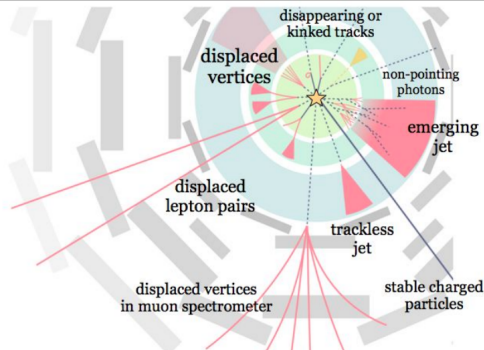 disappearing or
kinked tracks
displaced
vertices
non-pointing
photons
emerging
jet
displaced
lepton pairs
trackless
jet
displaced vertices
in muon spectrometer
stable charged
particles